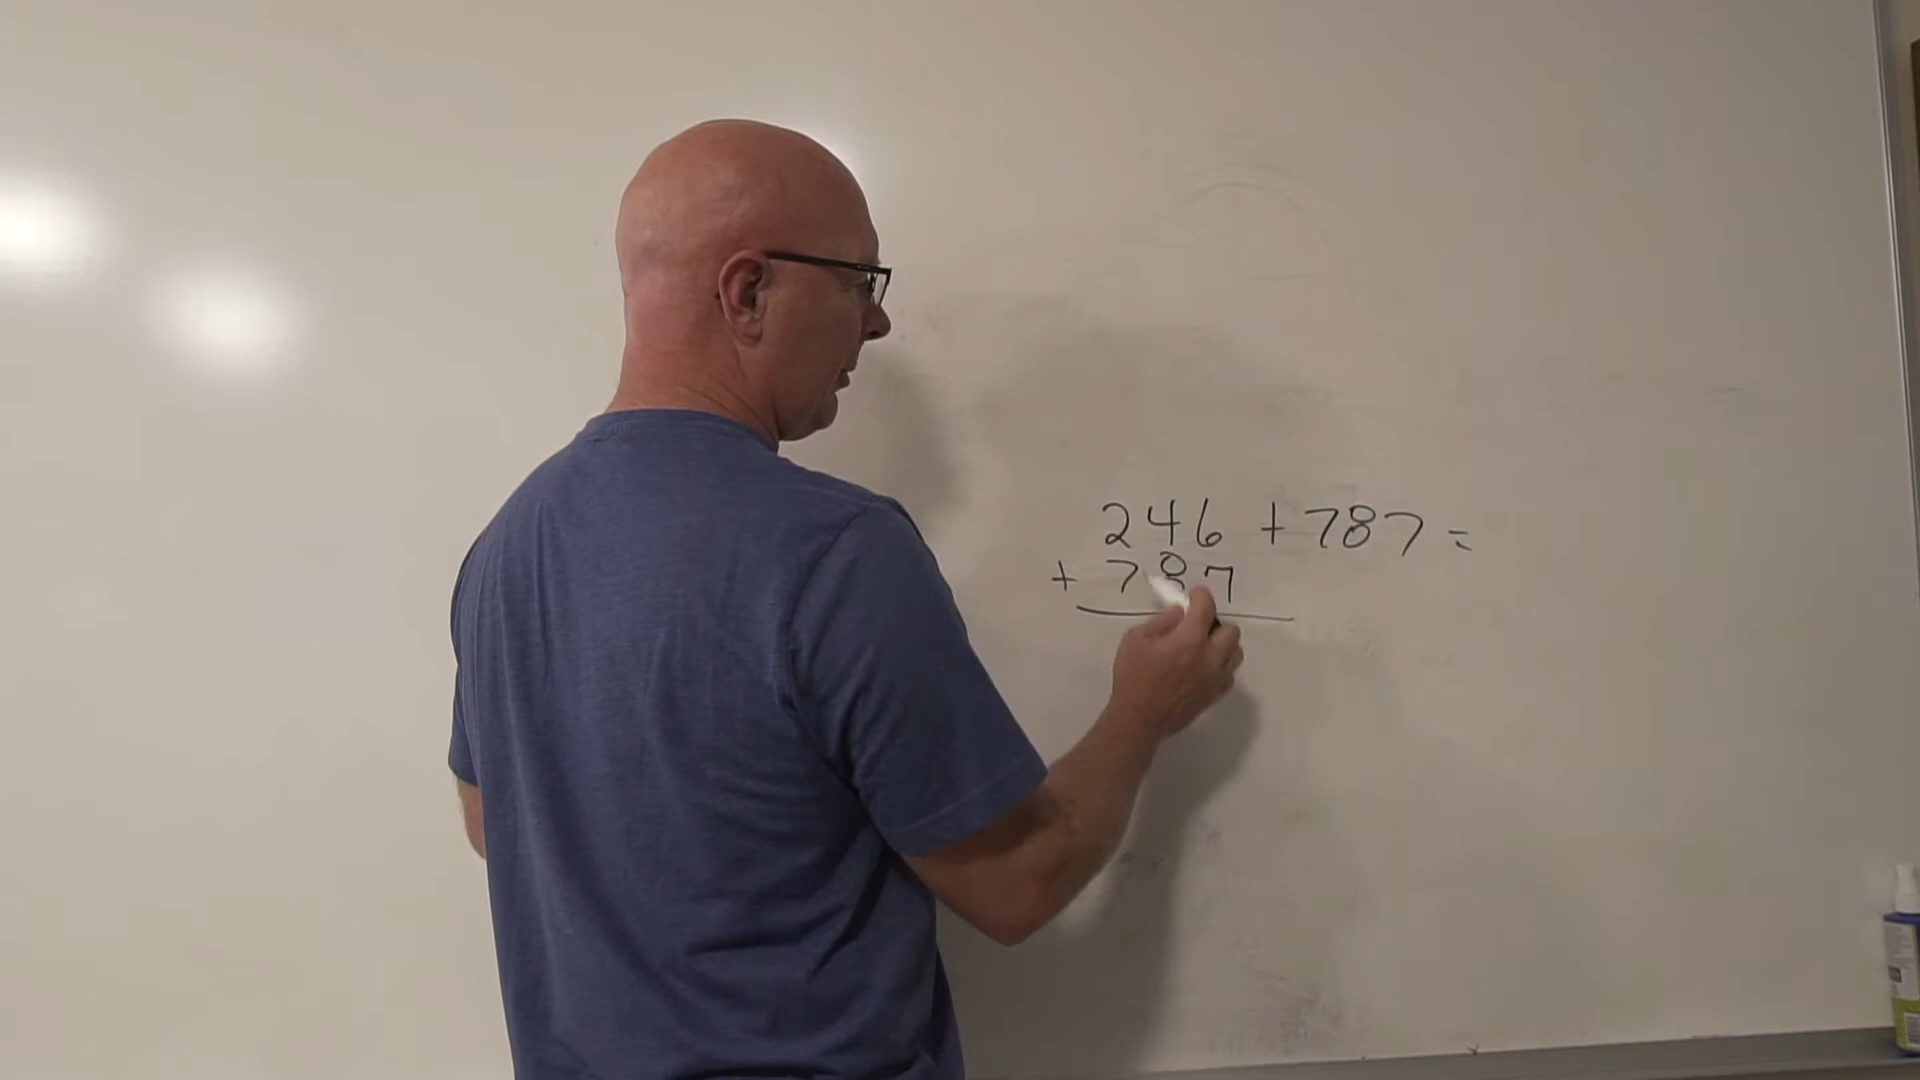 246 + 787 =
+ 787